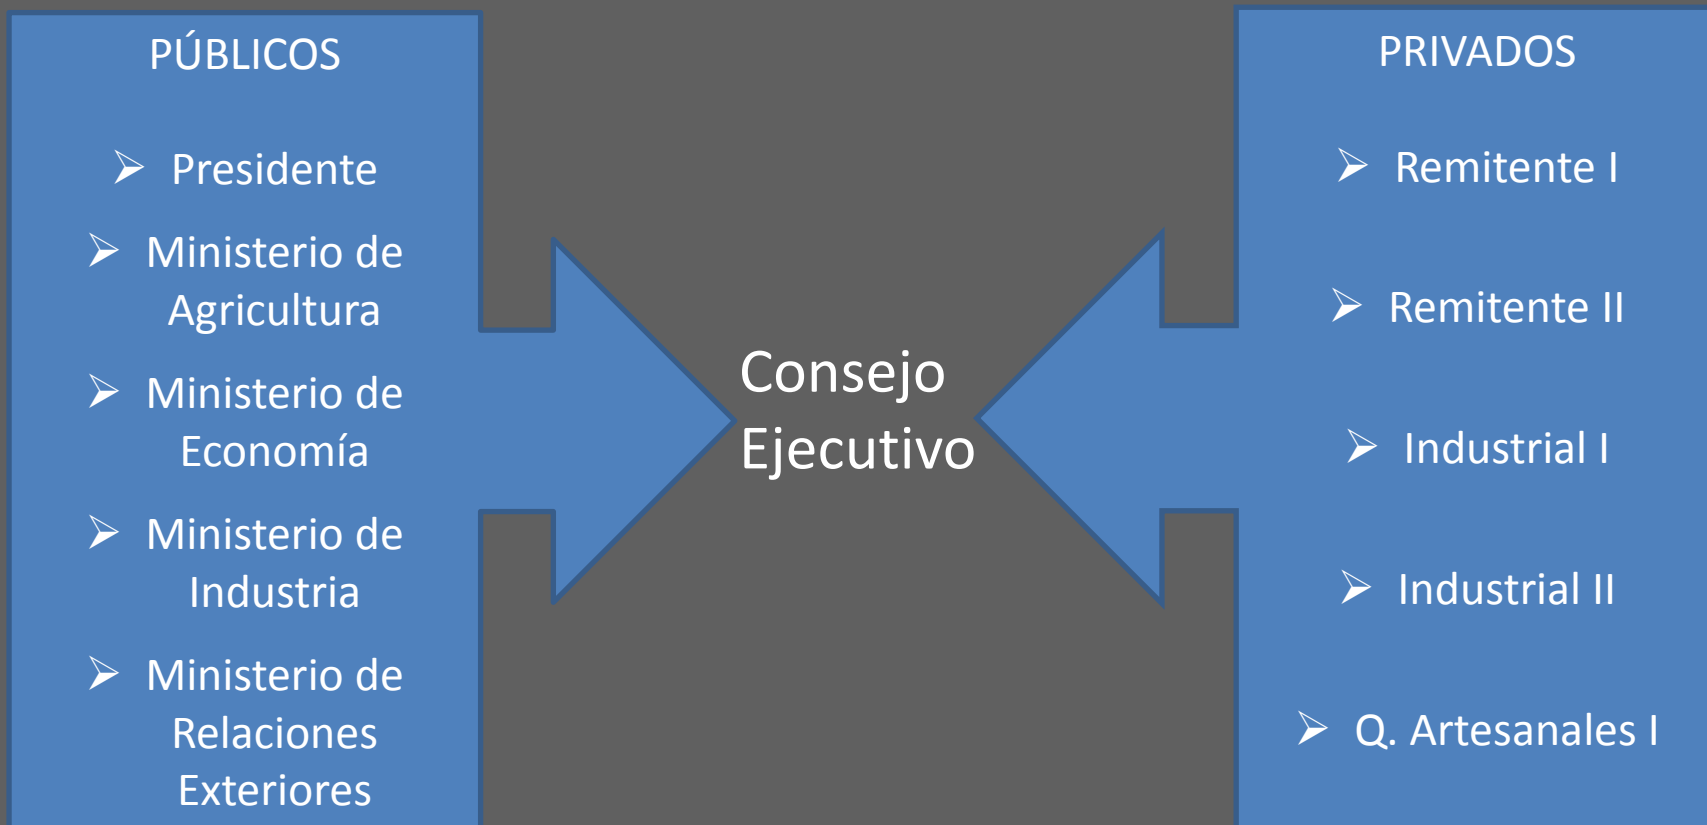 PÚBLICOS
➢ Presidente
➢ Ministerio de
Agricultura
➢ Ministerio de
Economía
➢ Ministerio de
Industria
➢ Ministerio de
Relaciones
Exteriores
Consejo
Ejecutivo
PRIVADOS
➢ Remitente I
➢ Remitente II
➢ Industrial I
➢ Industrial II
➢ Q. Artesanales I